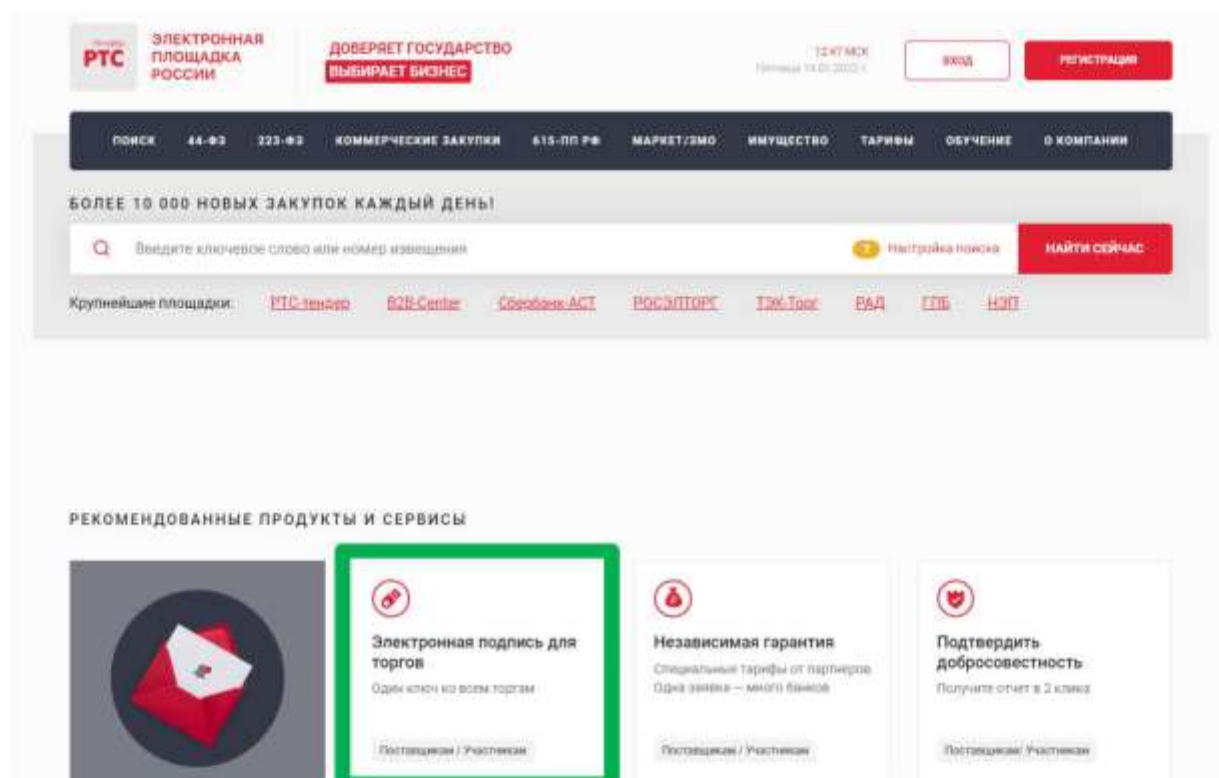 РТС
ЭЛЕКТРОННАЯ
ПЛОЩАДКА
РОССИИ
ДОВЕРЯЕТ ГОСУДАРСТВО
ВЫБИРАЕТ БИЗНЕС
12:47 МСК
Пятница
ВХОД
РЕГИСТРАЦИЯ
ПОИСК 44-ФЗ 223-ФЗ КОММЕРЧЕСКИЕ ЗАКУПКИ 615-ПП РФ МАРКЕТ/ЗМО ИМУЩЕСТВО ТАРИФЫ ОБУЧЕНИЕ О КОМПАНИИ
БОЛЕЕ 10 000 НОВЫХ ЗАКУПОК КАЖДЫЙ ДЕНЬ!
Введите ключевое слово или номер извещения Настройка поиска НАЙТИ СЕЙЧАС
Крупнейшие площадки: РТС-тендер B2B-Center Сбербанк-АСТ РОСЭЛТОРГ ТЭК-Торг РАД ГПБ НЭП
РЕКОМЕНДОВАННЫЕ ПРОДУКТЫ И СЕРВИСЫ
Электронная подпись для
торгов
Один ключ ко всем торгам
Поставщикам / Участникам
Независимая гарантия
Специальные тарифы от партнеров
Одна заявка — много банков
Поставщикам / Участникам
Подтвердить
добросовестность
Получите отчет в 2 клика
Поставщикам/ Участникам